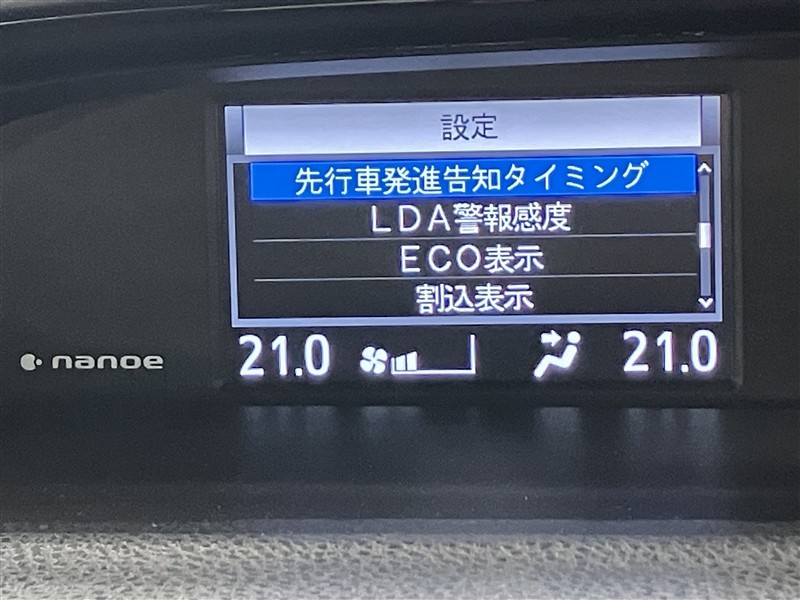 設定
先行車発進告知タイミング
LDA警報感度
ECO表示
割込表示
nanoe 21.0 21.0